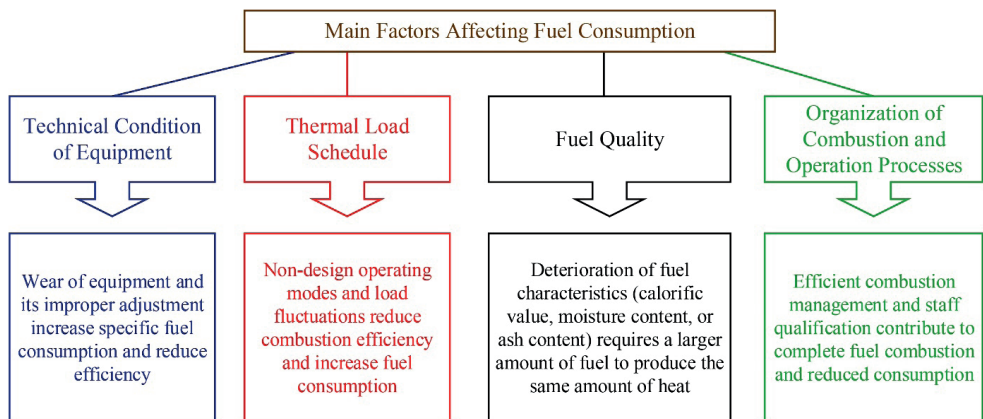 Main Factors Affecting Fuel Consumption
Technical Condition
of Equipment
Thermal Load
Schedule
Fuel Quality
Organization of
Combustion and
Operation Processes
Wear of equipment and
its improper adjustment
increase specific fuel
consumption and reduce
efficiency
Non-design operating
modes and load
fluctuations reduce
combustion efficiency
and increase fuel
consumption
Deterioration of fuel
characteristics (calorific
value, moisture content, or
ash content) requires a larger
amount of fuel to produce the
same amount of heat
Efficient combustion
management and staff
qualification contribute to
complete fuel combustion
and reduced consumption